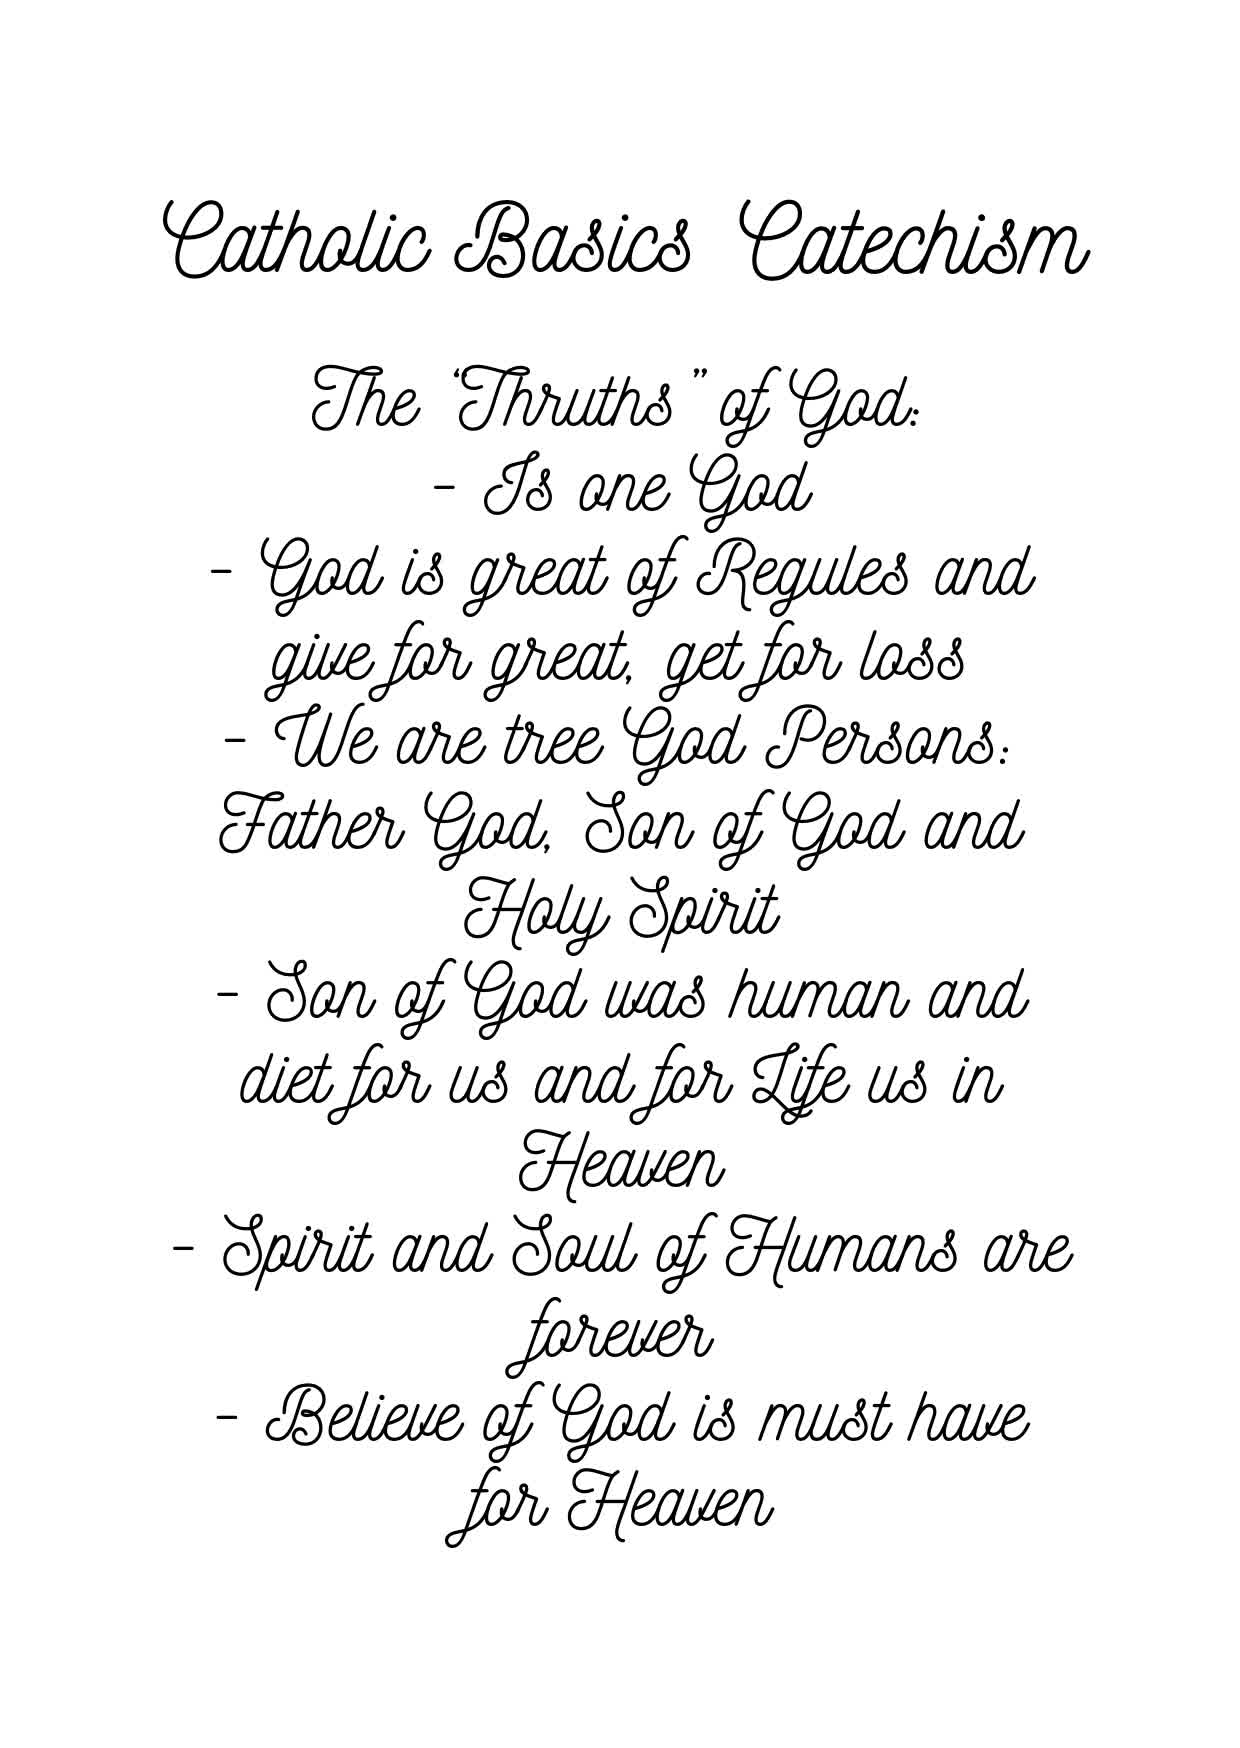 Catholic Basics Catechism
The "Thruths" of God:
- Is one God
- God is great of Regules and
give for great, get for loss
- We are tree God Persons:
Father God, Son of God and
Holy Spirit
- Son of God was human and
diet for us and for Life us in
Heaven
- Spirit and Soul of Humans are
forever
- Believe of God is must have
for Heaven